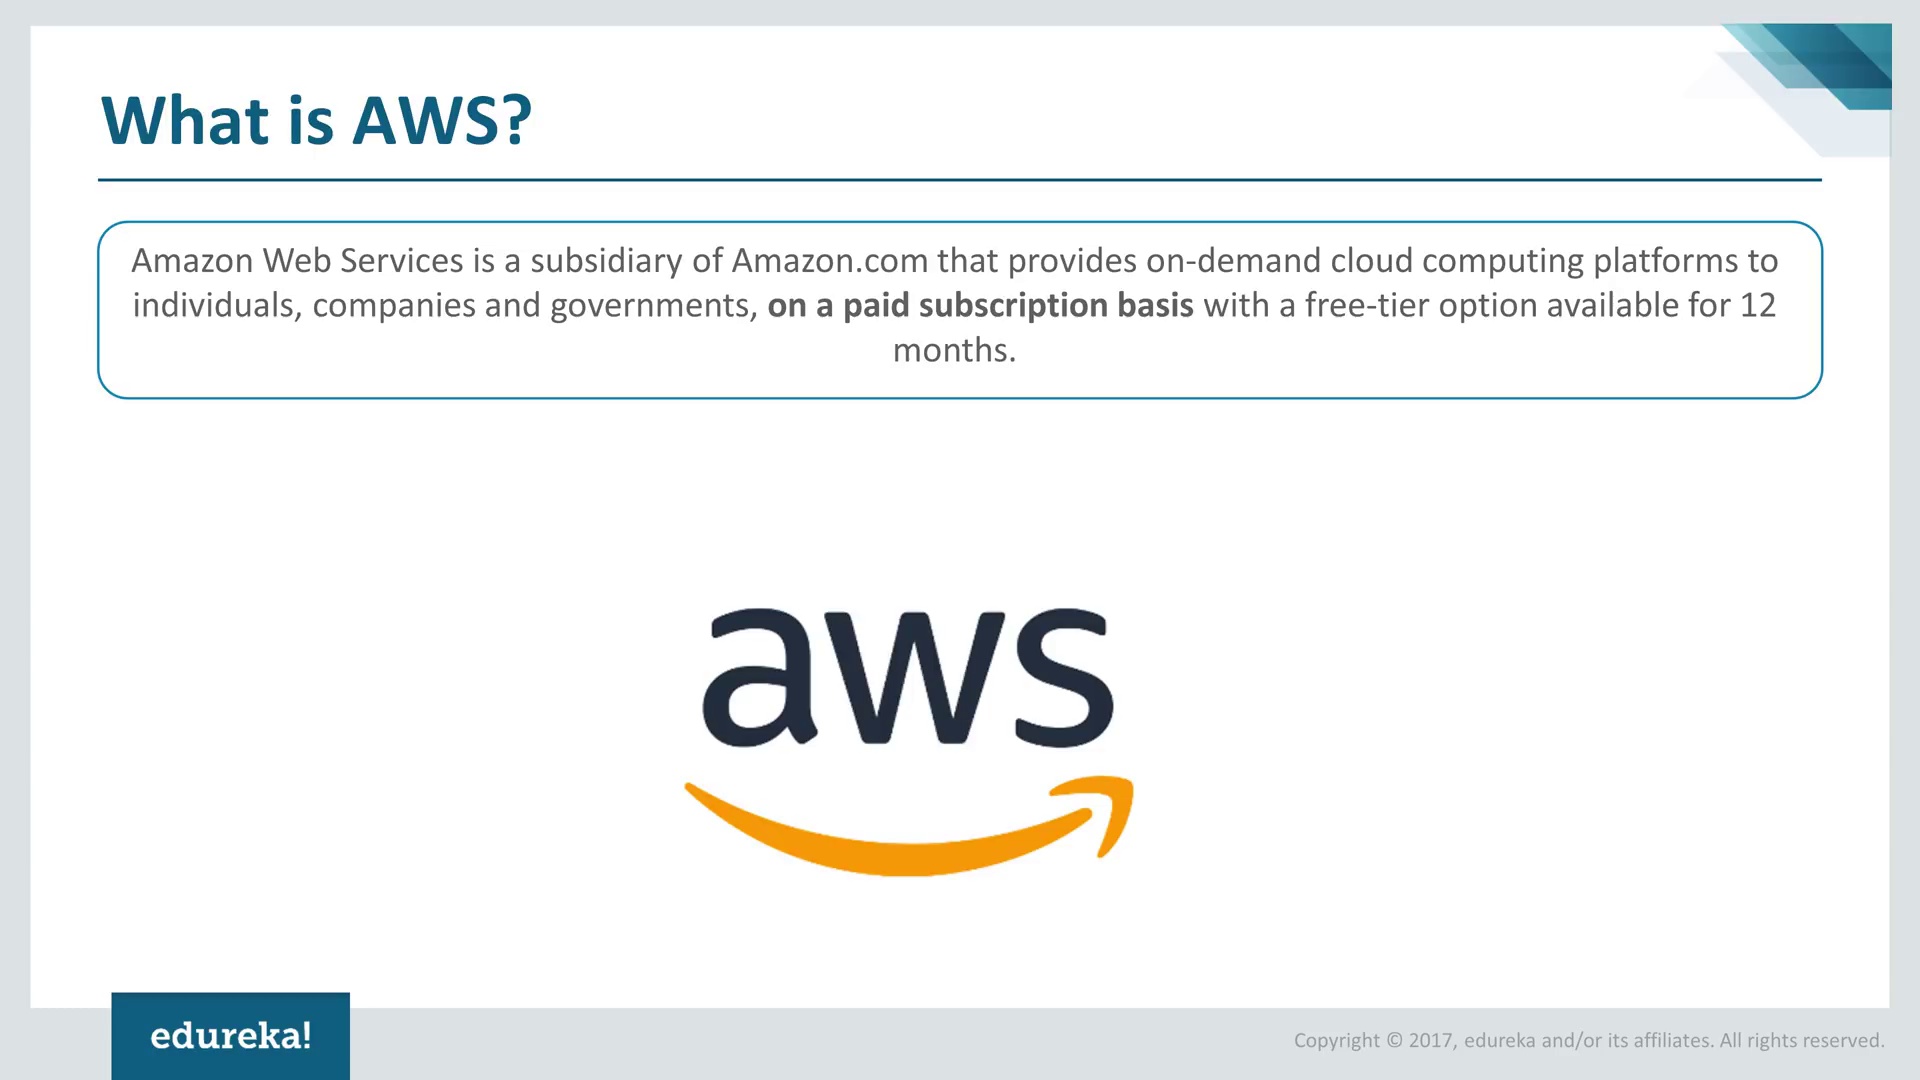 What is AWS?
Amazon Web Services is a subsidiary of Amazon.com that provides on-demand cloud computing platforms to
individuals, companies and governments, on a paid subscription basis with a free-tier option available for 12
months.
aws
edureka!
Copyright © 2017, edureka and/or its affiliates. All rights reserved.